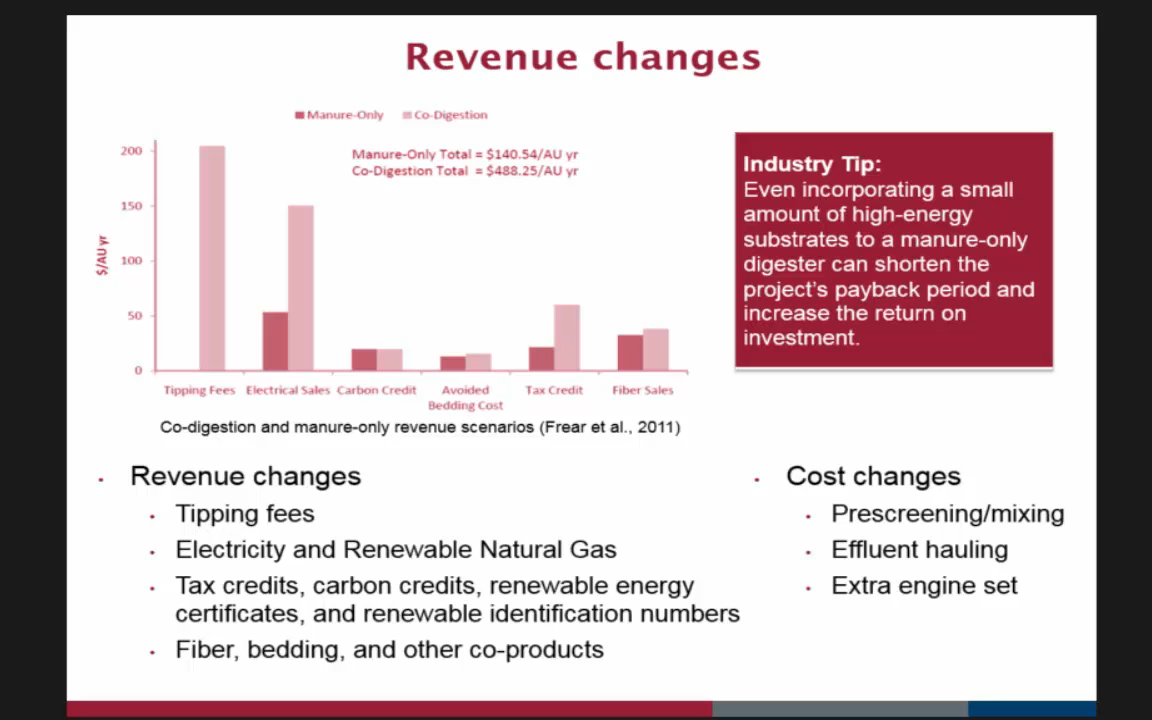 Revenue changes
Manure-Only Co-Digestion
Manure-Only Total = $140.54/AU yr
Co-Digestion Total = $488.25/AU yr
$/AU yr
200
150
100
50
0
Tipping Fees Electrical Sales Carbon Credit Avoided Tax Credit Fiber Sales
Bedding Cost
Co-digestion and manure-only revenue scenarios (Frear et al., 2011)
Industry Tip:
Even incorporating a small
amount of high-energy
substrates to a manure-only
digester can shorten the
project's payback period and
increase the return on
investment.
• Revenue changes
• Tipping fees
• Electricity and Renewable Natural Gas
• Tax credits, carbon credits, renewable energy
certificates, and renewable identification numbers
• Fiber, bedding, and other co-products
• Cost changes
• Prescreening/mixing
• Effluent hauling
• Extra engine set